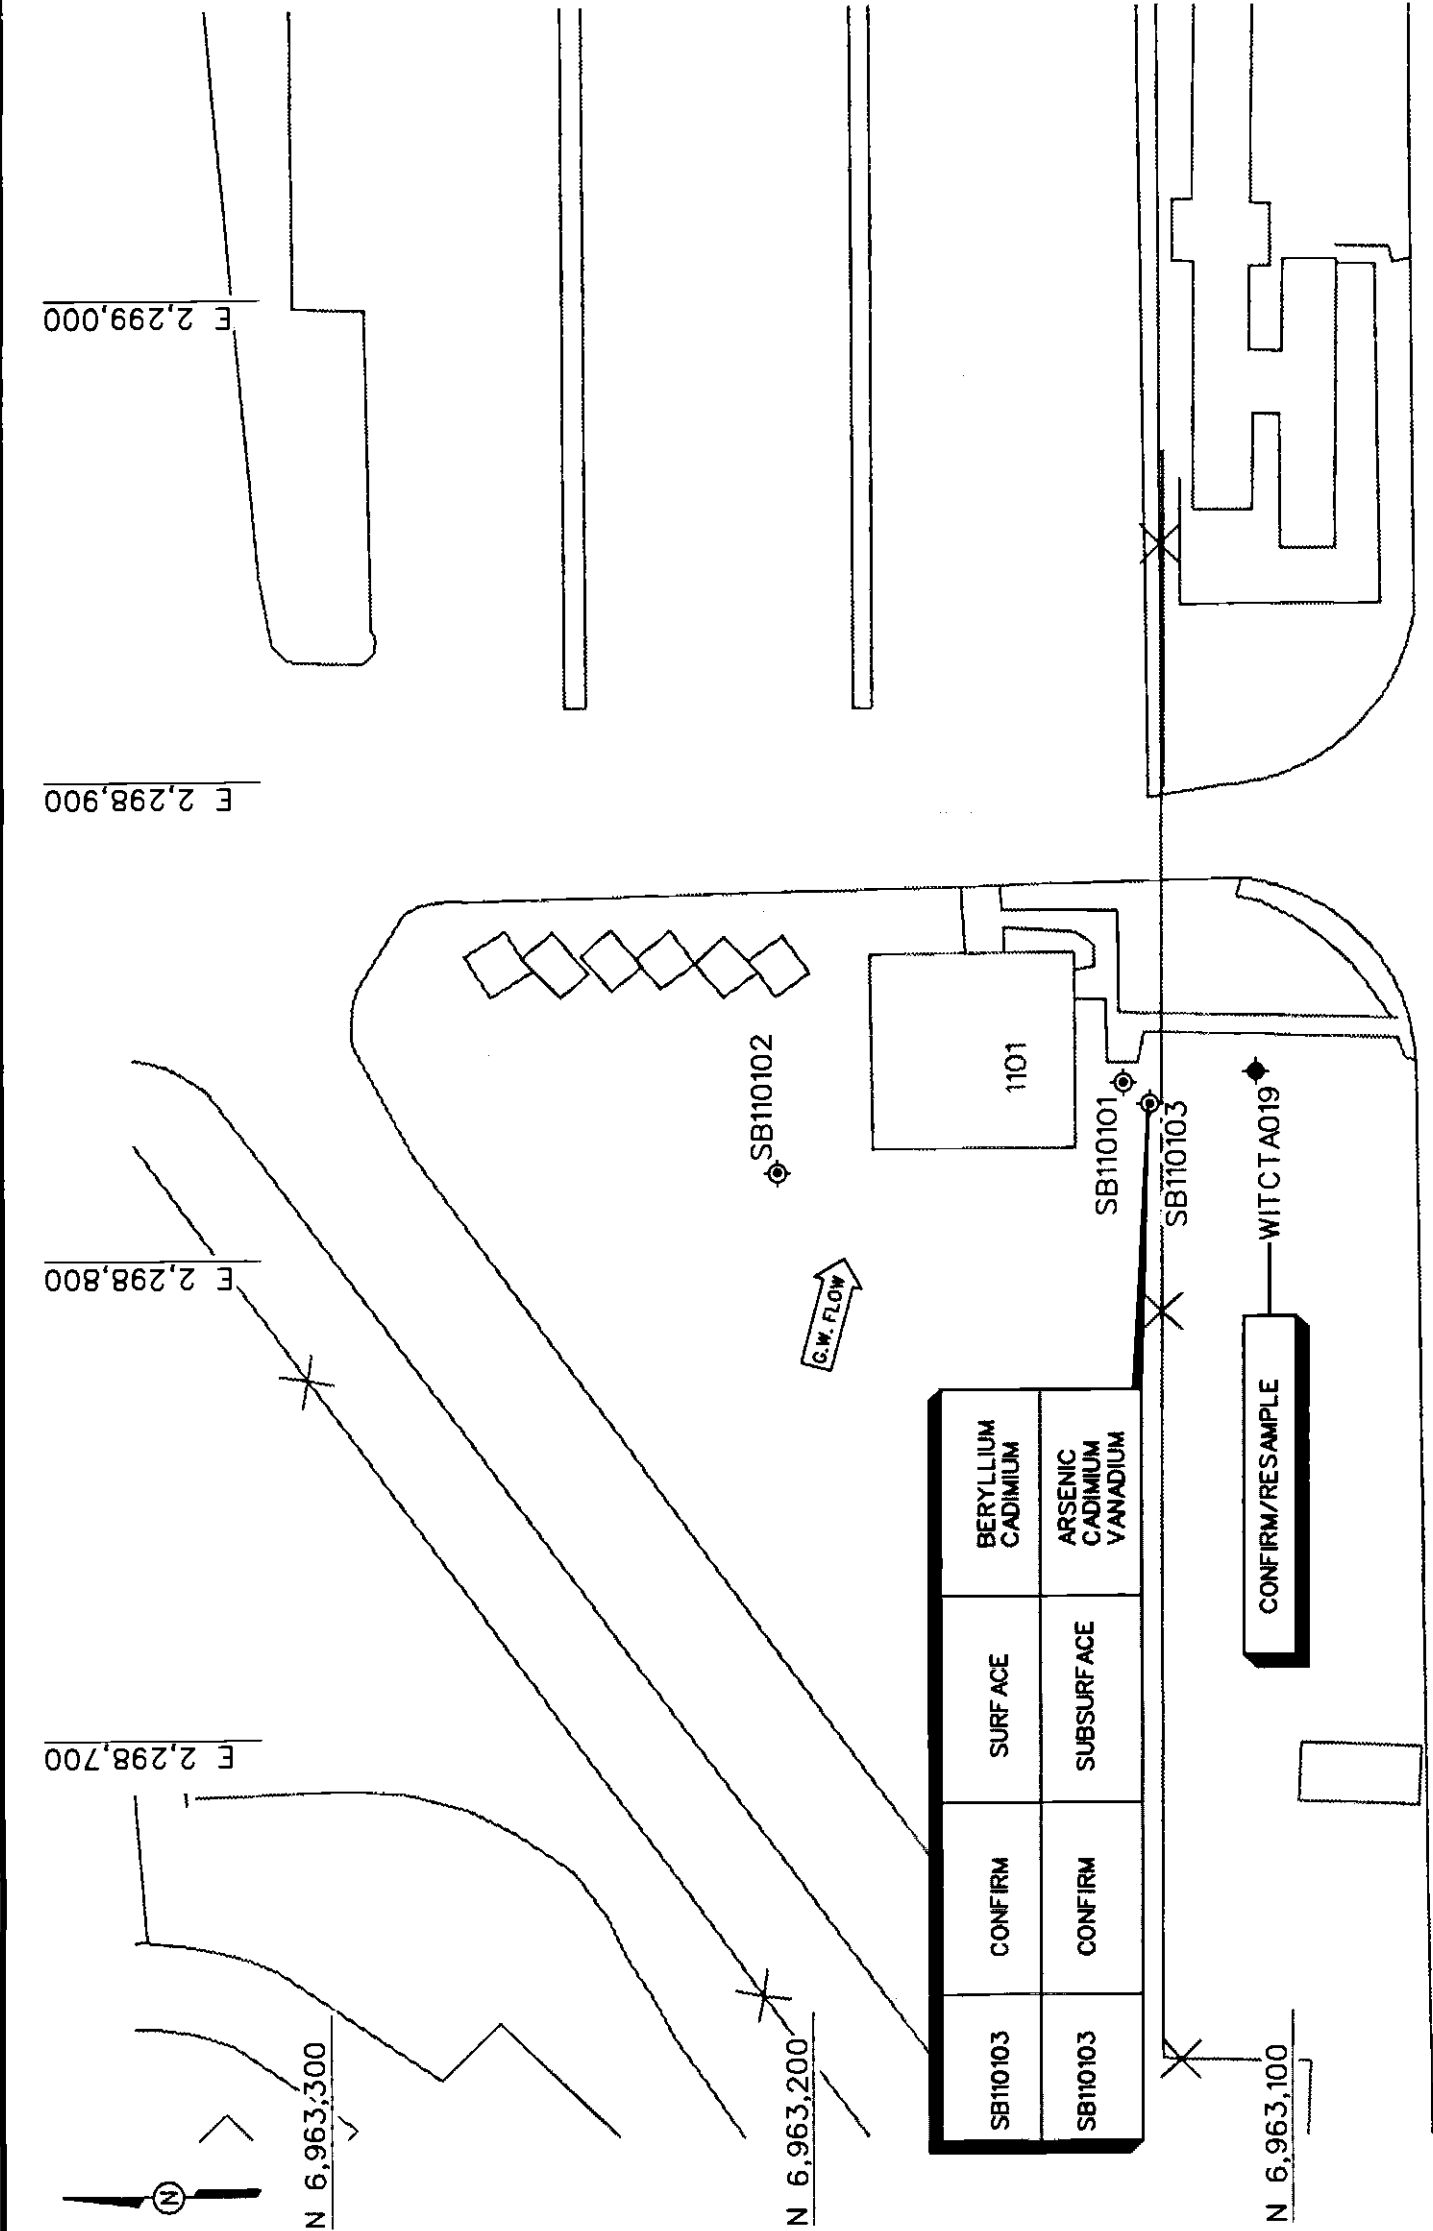 E 2,298,700
E 2,298,800
E 2,298,900
E 2,299,000
N
N 6,963,300
N 6,963,200
N 6,963,100
G.W. FLOW
SB110102
1101
SB110101
SB110103
WITCTA019
SB110103
CONFIRM
SURFACE
BERYLLIUM
CADIMIUM
SB110103
CONFIRM
SUBSURFACE
ARSENIC
CADIMIUM
VANADIUM
CONFIRM/RESAMPLE